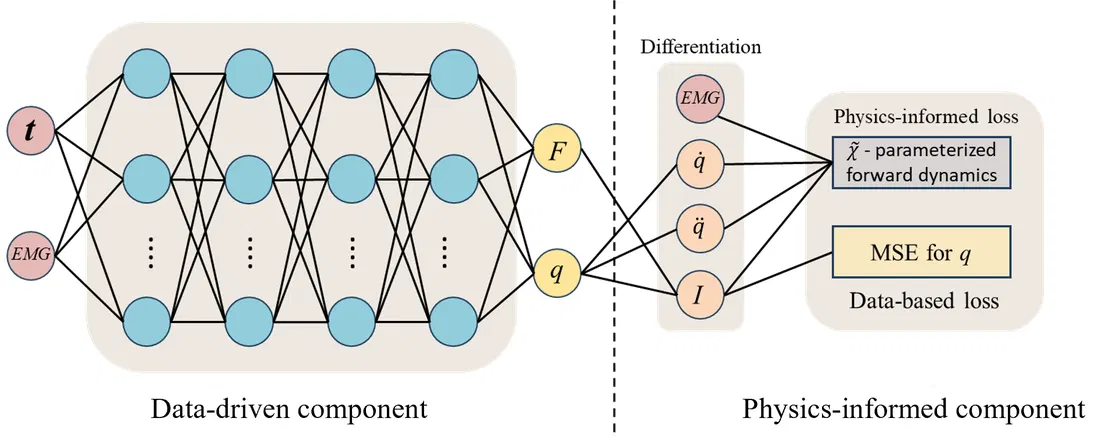 t
EMG
⋮
⋮
⋮
⋮
F
q
Differentiation
EMG
q̇
q̈
I
Physics-informed loss
χ̃ - parameterized
forward dynamics
MSE for q
Data-based loss
Data-driven component
Physics-informed component